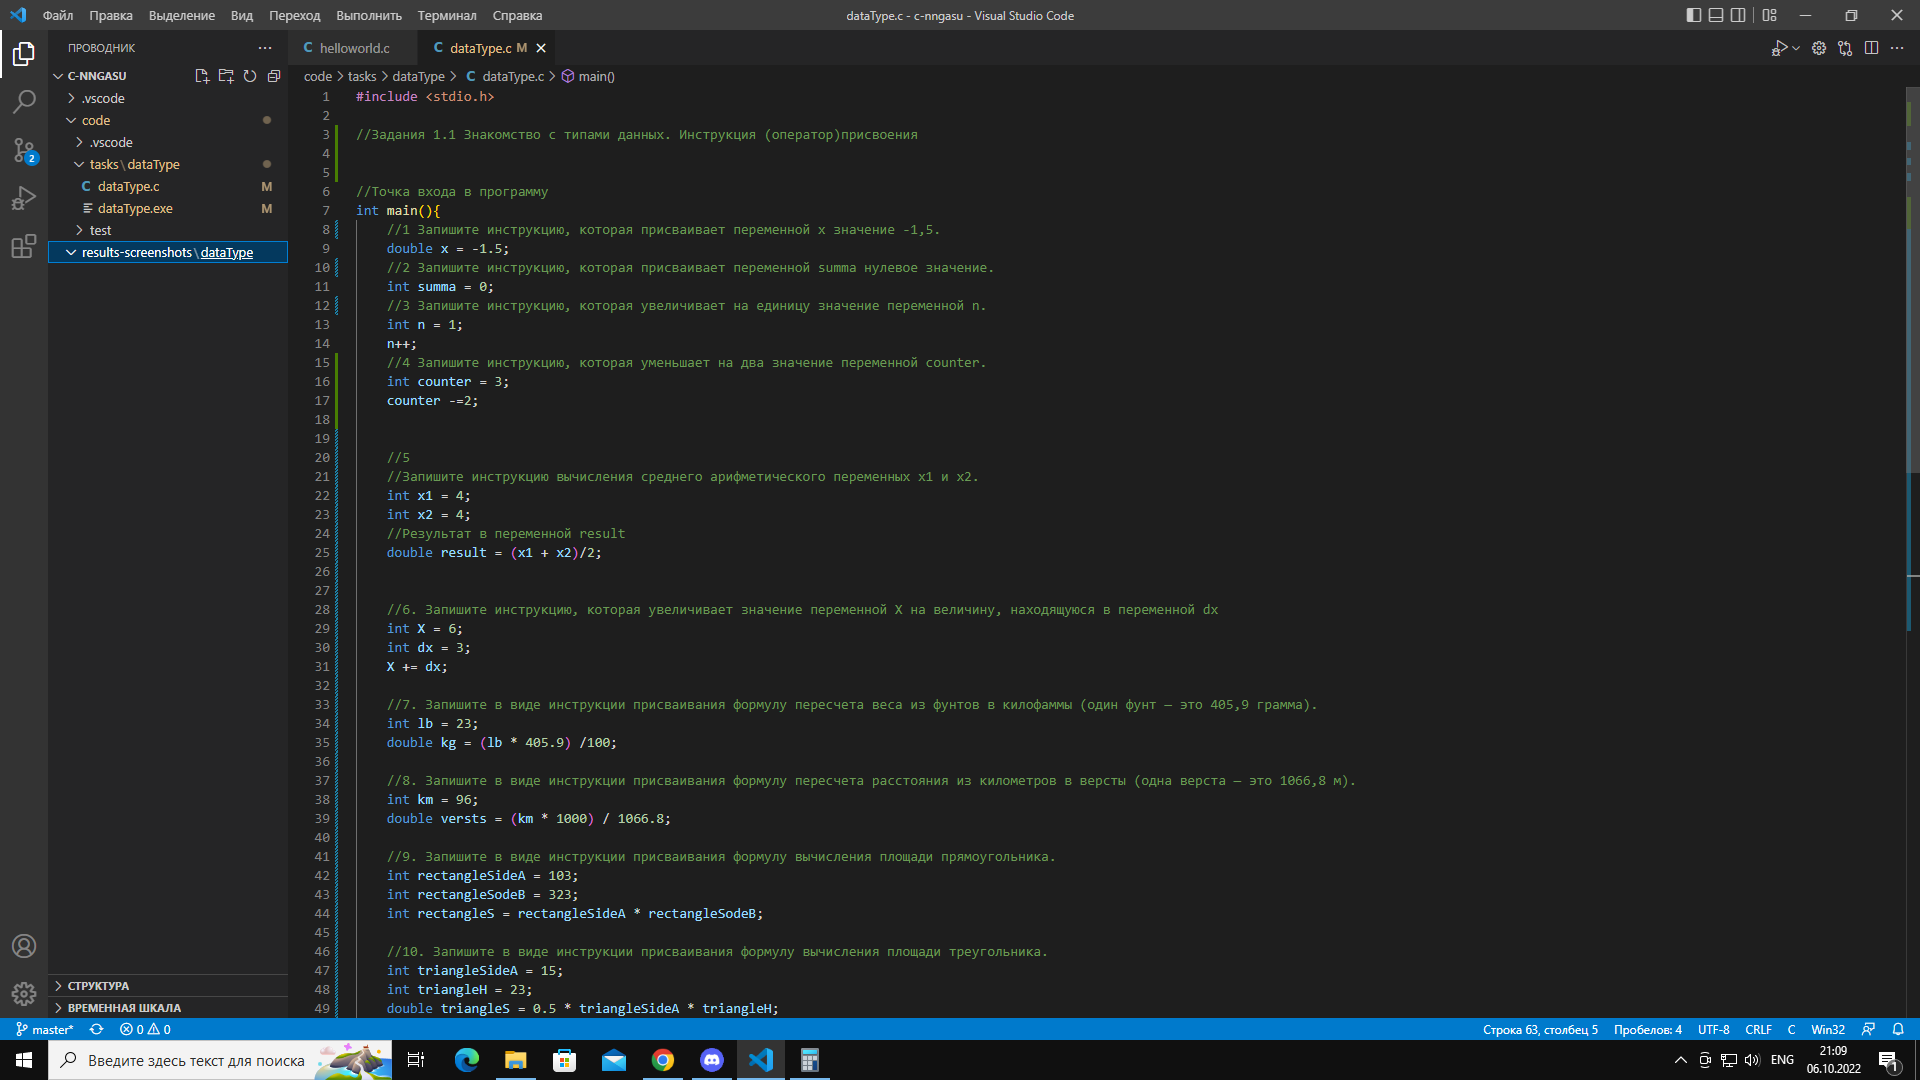 Файл Правка Выделение Вид Переход Выполнить Терминал Справка
dataType.c - c-nngasu - Visual Studio Code
ПРОВОДНИК
C-NNGASU
.vscode
code
.vscode
tasks\dataType
C dataType.c M
dataType.exe M
test
results-screenshots\dataType
СТРУКТУРА
ВРЕМЕННАЯ ШКАЛА
C helloworld.c
C dataType.c M
code > tasks > dataType > C dataType.c > main()
1 #include <stdio.h>
2
3 //Задания 1.1 Знакомство с типами данных. Инструкция (оператор)присвоения
4
5
6 //Точка входа в программу
7 int main(){
8 //1 Запишите инструкцию, которая присваивает переменной x значение -1,5.
9 double x = -1.5;
10 //2 Запишите инструкцию, которая присваивает переменной summa нулевое значение.
11 int summa = 0;
12 //3 Запишите инструкцию, которая увеличивает на единицу значение переменной n.
13 int n = 1;
14 n++;
15 //4 Запишите инструкцию, которая уменьшает на два значение переменной counter.
16 int counter = 3;
17 counter -=2;
18
19
20 //5
21 //Запишите инструкцию вычисления среднего арифметического переменных x1 и x2.
22 int x1 = 4;
23 int x2 = 4;
24 //Результат в переменной result
25 double result = (x1 + x2)/2;
26
27
28 //6. Запишите инструкцию, которая увеличивает значение переменной X на величину, находящуюся в переменной dx
29 int X = 6;
30 int dx = 3;
31 X += dx;
32
33 //7. Запишите в виде инструкции присваивания формулу пересчета веса из фунтов в килофаммы (один фунт — это 405,9 грамма).
34 int lb = 23;
35 double kg = (lb * 405.9) /100;
36
37 //8. Запишите в виде инструкции присваивания формулу пересчета расстояния из километров в версты (одна верста — это 1066,8 м).
38 int km = 96;
39 double versts = (km * 1000) / 1066.8;
40
41 //9. Запишите в виде инструкции присваивания формулу вычисления площади прямоугольника.
42 int rectangleSideA = 103;
43 int rectangleSodeB = 323;
44 int rectangleS = rectangleSideA * rectangleSodeB;
45
46 //10. Запишите в виде инструкции присваивания формулу вычисления площади треугольника.
47 int triangleSideA = 15;
48 int triangleH = 23;
49 double triangleS = 0.5 * triangleSideA * triangleH;
2
master* 0 0
Строка 63, столбец 5 Пробелов: 4 UTF-8 CRLF C Win32
Введите здесь текст для поиска
ENG
21:09
06.10.2022
1